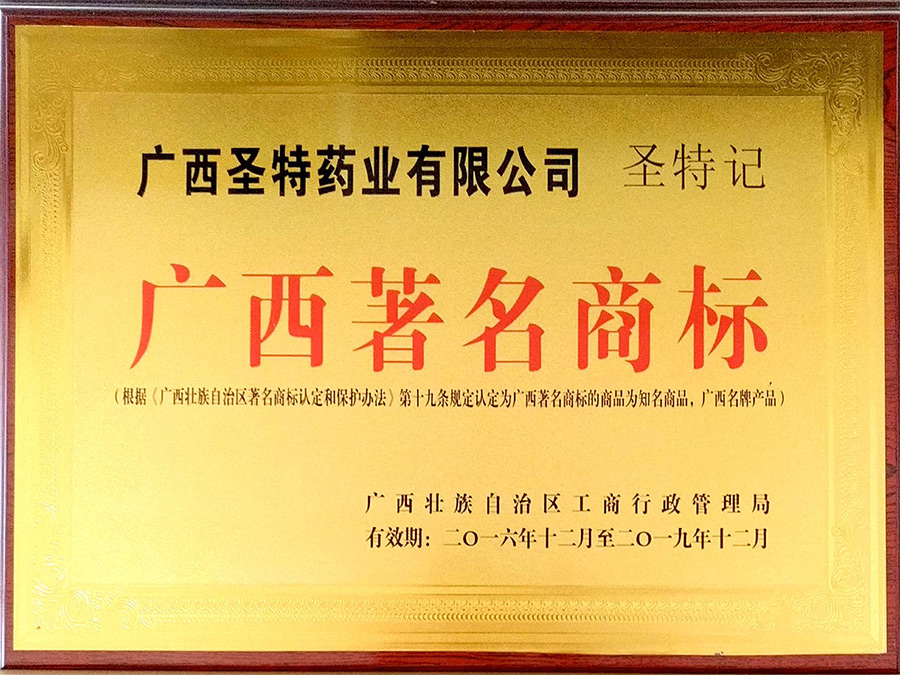 广西圣特药业有限公司 圣特记
广西著名商标
（根据《广西壮族自治区著名商标认定和保护办法》第十九条规定认定为广西著名商标的商品为知名商品，广西名牌产品）
广西壮族自治区工商行政管理局
有效期：二〇一六年十二月至二〇一九年十二月